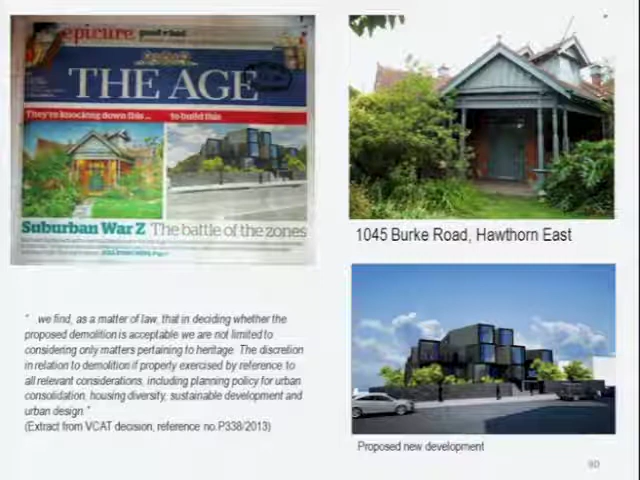 epicure
THE AGE
They're knocking down this ... to build this
Suburban War Z The battle of the zones
1045 Burke Road, Hawthorn East
"...we find, as a matter of law, that in deciding whether the
proposed demolition is acceptable we are not limited to
considering only matters pertaining to heritage. The discretion
in relation to demolition if properly exercised by reference to
all relevant considerations, including planning policy for urban
consolidation, housing diversity, sustainable development and
urban design."
(Extract from VCAT decision, reference no.P338/2013)
Proposed new development
90